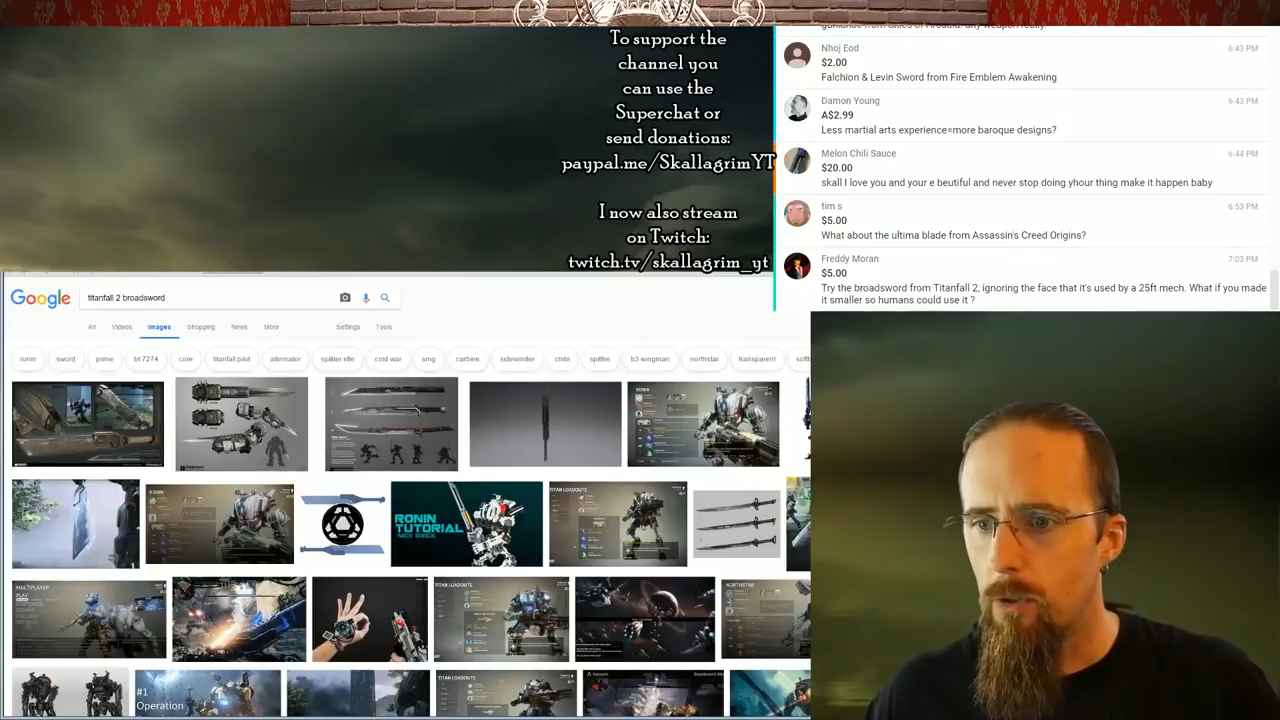 To support the
channel you
can use the
Superchat or
send donations:
paypal.me/SkallagrimYT
I now also stream
on Twitch:
twitch.tv/skallagrim_yt
Nhoj Eod
6:43 PM
$2.00
Falchion & Levin Sword from Fire Emblem Awakening
Damon Young
6:43 PM
A$2.99
Less martial arts experience=more baroque designs?
Melon Chili Sauce
6:44 PM
$20.00
skall I love you and your e beutiful and never stop doing yhour thing make it happen baby
tim s
6:53 PM
$5.00
What about the ultima blade from Assassin's Creed Origins?
Freddy Moran
7:03 PM
$5.00
Try the broadsword from Titanfall 2, ignoring the face that it's used by a 25ft mech. What if you made
it smaller so humans could use it ?
Google
titanfall 2 broadsword
All Videos Images Shopping News More Settings Tools
ronin sword prime bt 7274 core titanfall pilot alternator splitter rifle cold war smg carbine sidewinder chibi spitfire b3 wingman northstar transparent
RONIN
RONIN
RONIN
TUTORIAL
TITAN LOADOUTS
MULTIPLAYER
TITAN LOADOUTS
NORTHSTAR
#1
Operation
TITAN LOADOUTS